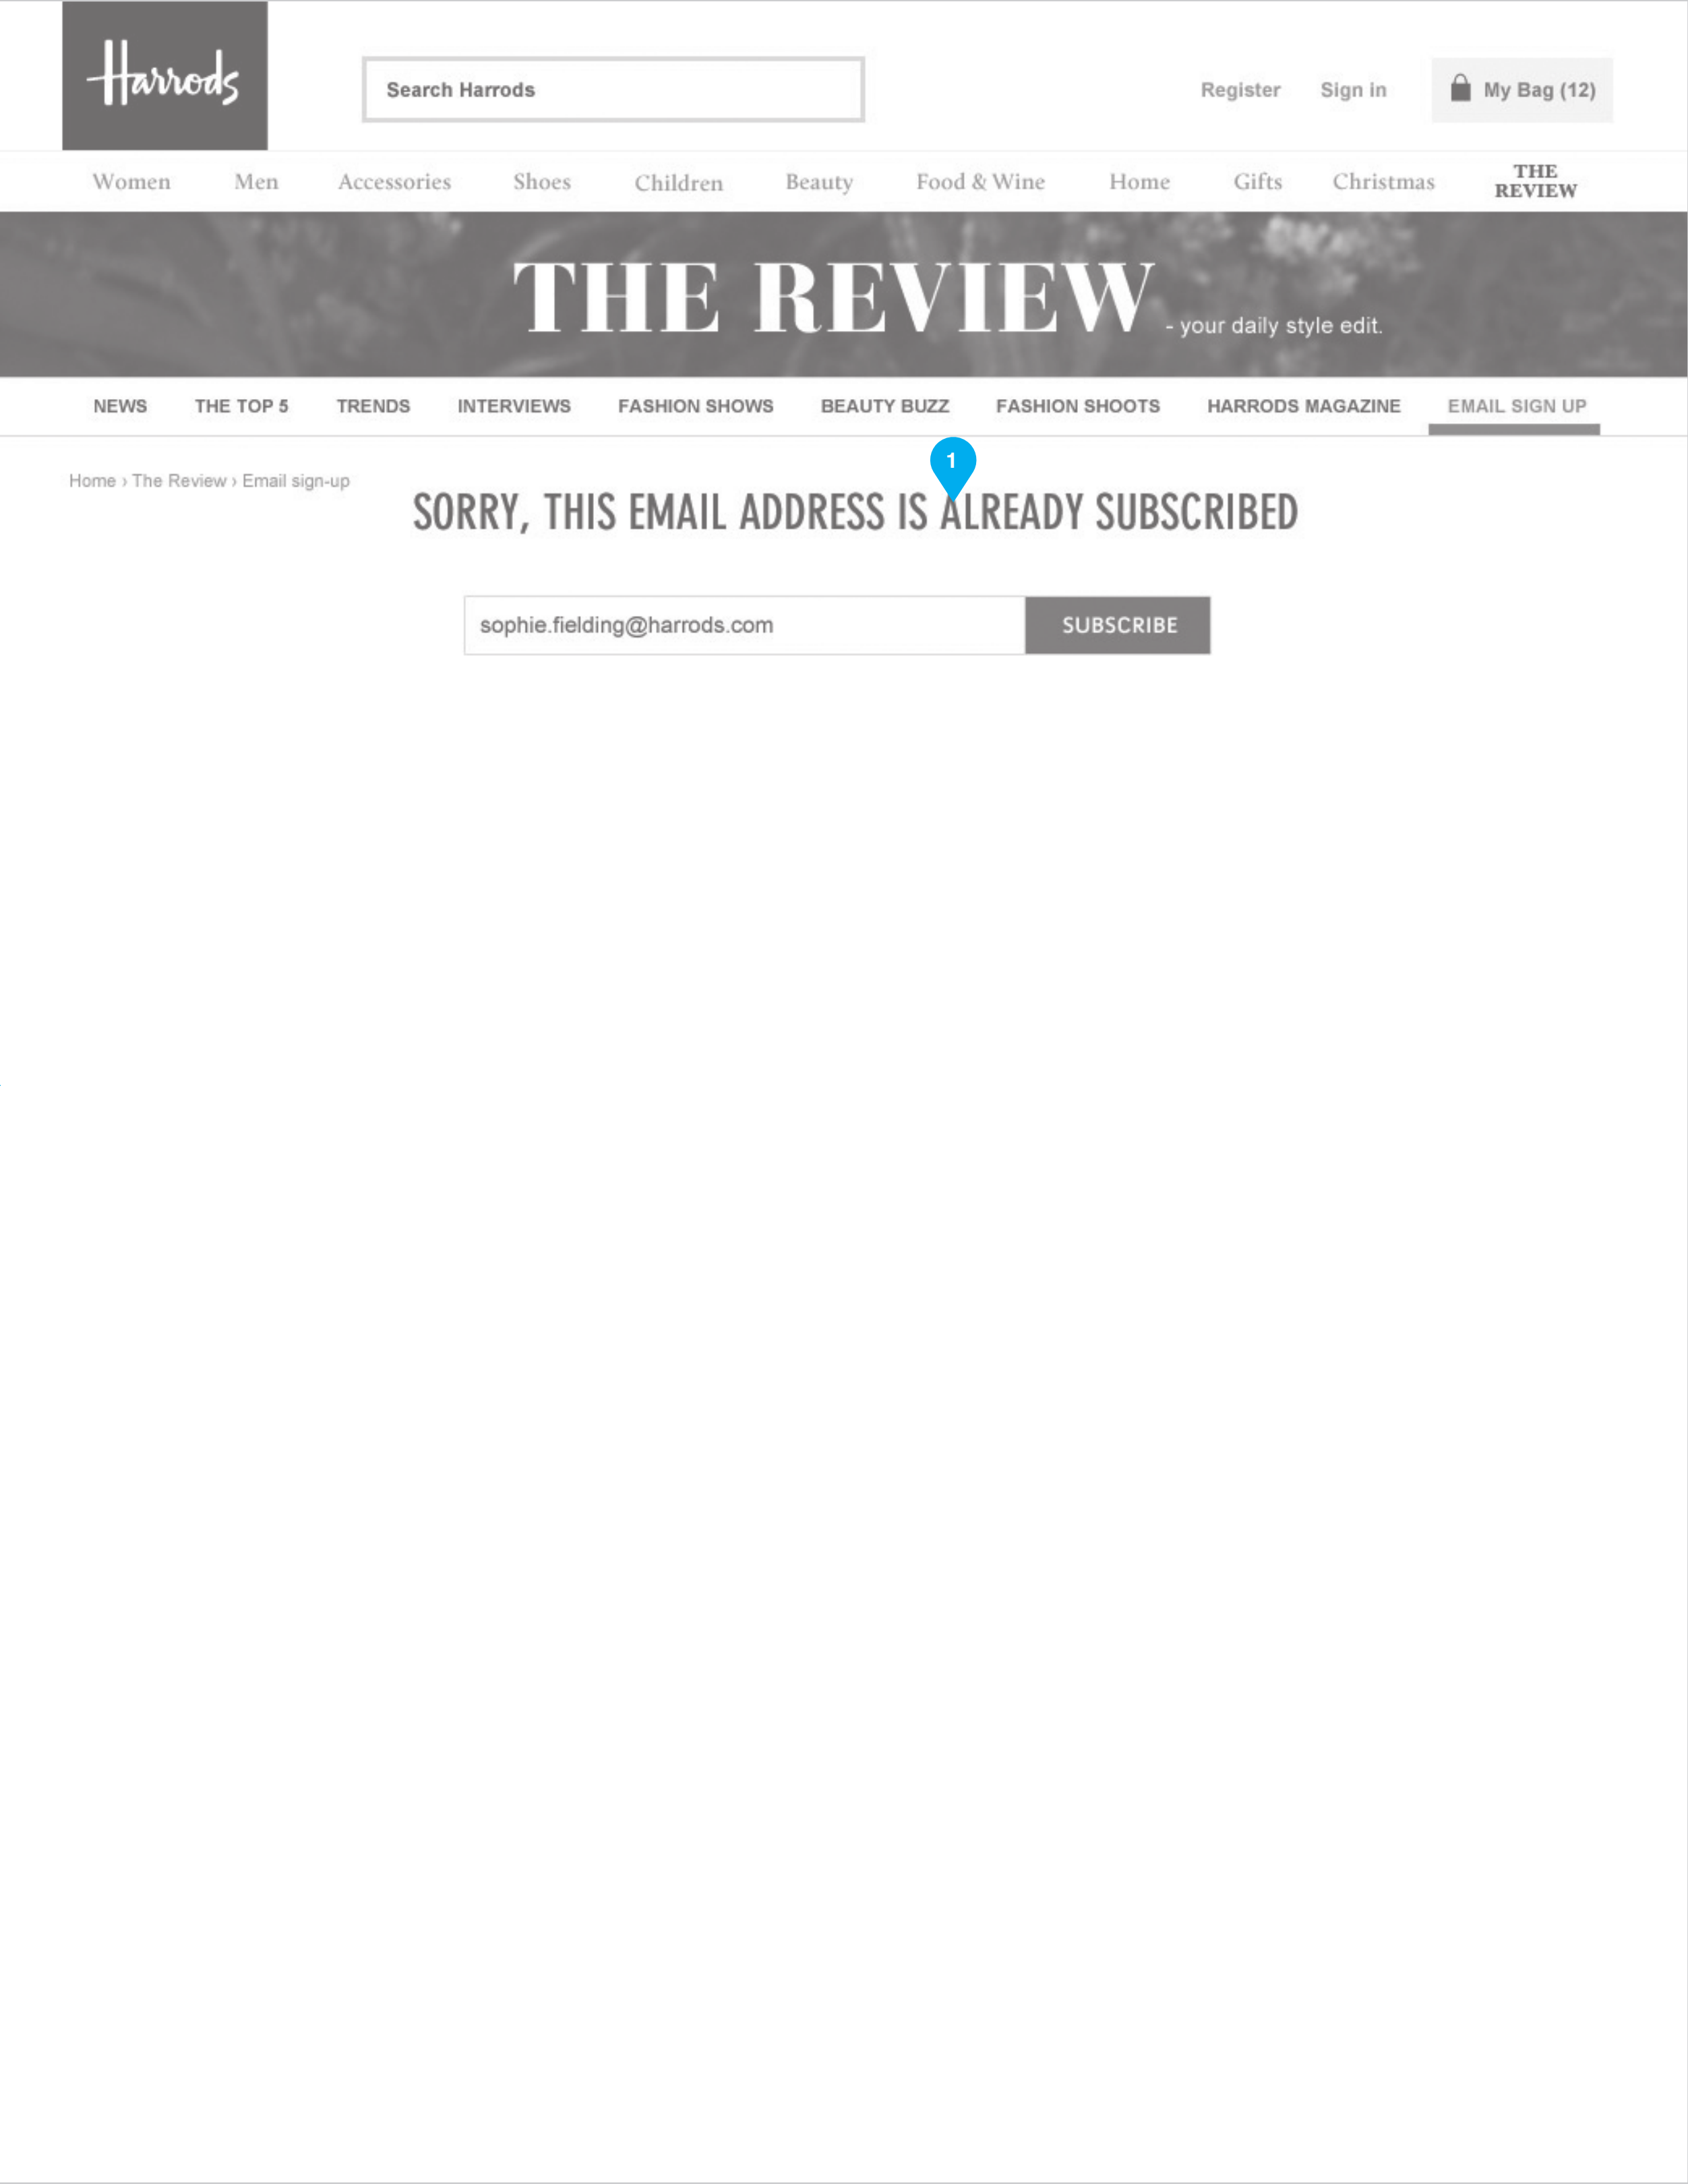 Harrods
Search Harrods
Register Sign in My Bag (12)
Women Men Accessories Shoes Children Beauty Food & Wine Home Gifts Christmas THE REVIEW
THE REVIEW - your daily style edit.
NEWS THE TOP 5 TRENDS INTERVIEWS FASHION SHOWS BEAUTY BUZZ FASHION SHOOTS HARRODS MAGAZINE EMAIL SIGN UP
1
Home › The Review › Email sign-up
SORRY, THIS EMAIL ADDRESS IS ALREADY SUBSCRIBED
sophie.fielding@harrods.com SUBSCRIBE